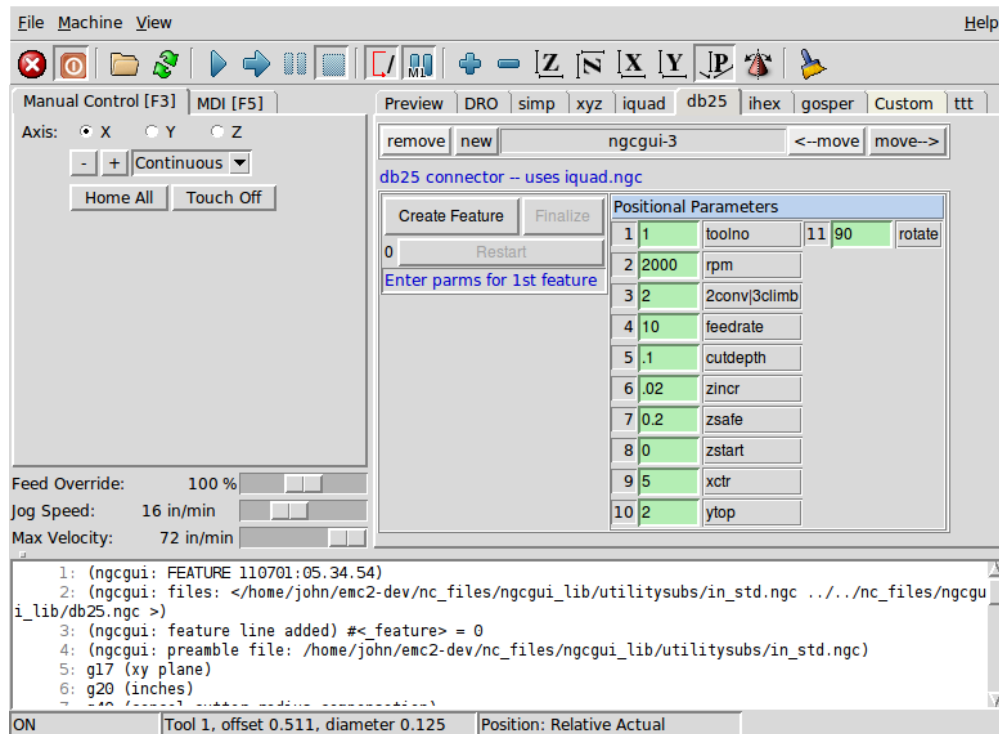 File Machine View Help
M1 Z N X Y P
Manual Control [F3] MDI [F5]
Axis: X Y Z
- + Continuous
Home All Touch Off
Preview DRO simp xyz iquad db25 ihex gosper Custom ttt
remove new ngcgui-3 <--move move-->
db25 connector -- uses iquad.ngc
Create Feature Finalize
0 Restart
Enter parms for 1st feature
Positional Parameters
1 1 toolno 11 90 rotate
2 2000 rpm
3 2 2conv|3climb
4 10 feedrate
5 .1 cutdepth
6 .02 zincr
7 0.2 zsafe
8 0 zstart
9 5 xctr
10 2 ytop
Feed Override: 100 %
Jog Speed: 16 in/min
Max Velocity: 72 in/min
1: (ngcgui: FEATURE 110701:05.34.54)
2: (ngcgui: files: </home/john/emc2-dev/nc_files/ngcgui_lib/utilitysubs/in_std.ngc ../../nc_files/ngcgu
i_lib/db25.ngc >)
3: (ngcgui: feature line added) #<_feature> = 0
4: (ngcgui: preamble file: /home/john/emc2-dev/nc_files/ngcgui_lib/utilitysubs/in_std.ngc)
5: g17 (xy plane)
6: g20 (inches)
ON Tool 1, offset 0.511, diameter 0.125 Position: Relative Actual